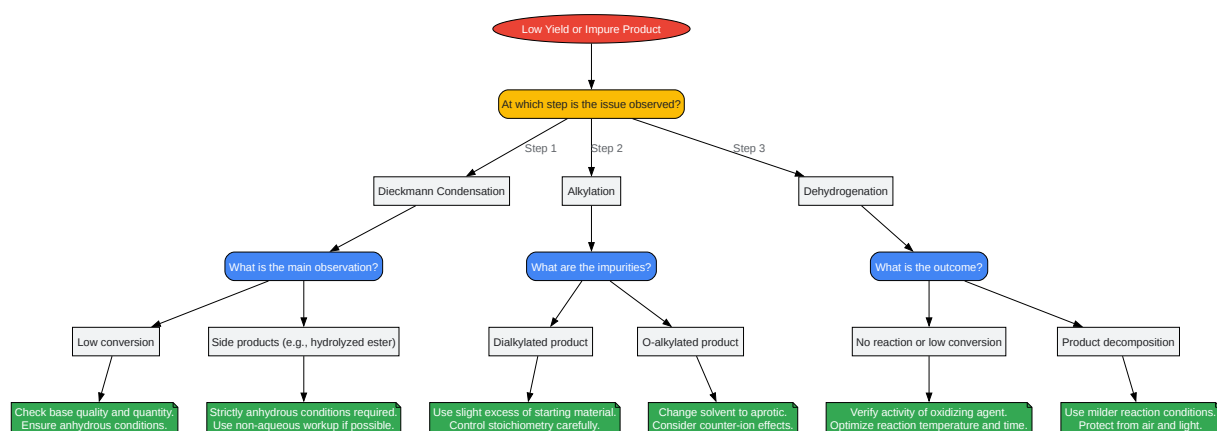 Low Yield or Impure Product
At which step is the issue observed?
Step 1
Step 2
Step 3
Dieckmann Condensation
Alkylation
Dehydrogenation
What is the main observation?
What are the impurities?
What is the outcome?
Low conversion
Side products (e.g., hydrolyzed ester)
Dialkylated product
O-alkylated product
No reaction or low conversion
Product decomposition
Check base quality and quantity.
Ensure anhydrous conditions.
Strictly anhydrous conditions required.
Use non-aqueous workup if possible.
Use slight excess of starting material.
Control stoichiometry carefully.
Change solvent to aprotic.
Consider counter-ion effects.
Verify activity of oxidizing agent.
Optimize reaction temperature and time.
Use milder reaction conditions.
Protect from air and light.